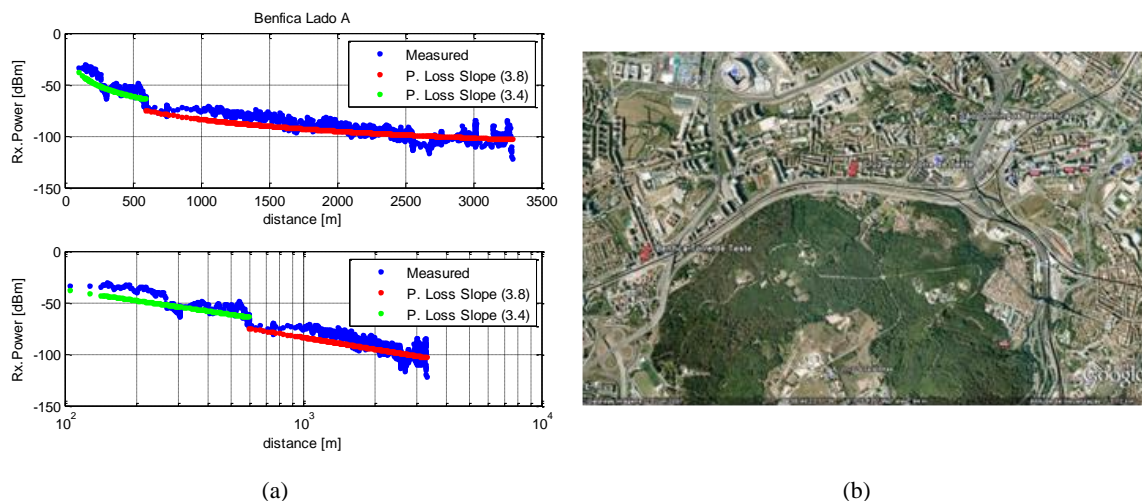 Benfica Lado A
Rx.Power [dBm]
0
-50
-100
-150
0 500 1000 1500 2000 2500 3000 3500
distance [m]
Measured
P. Loss Slope (3.8)
P. Loss Slope (3.4)
Rx.Power [dBm]
0
-50
-100
-150
10^2 10^3 10^4
distance [m]
Measured
P. Loss Slope (3.8)
P. Loss Slope (3.4)
Google
(a) (b)